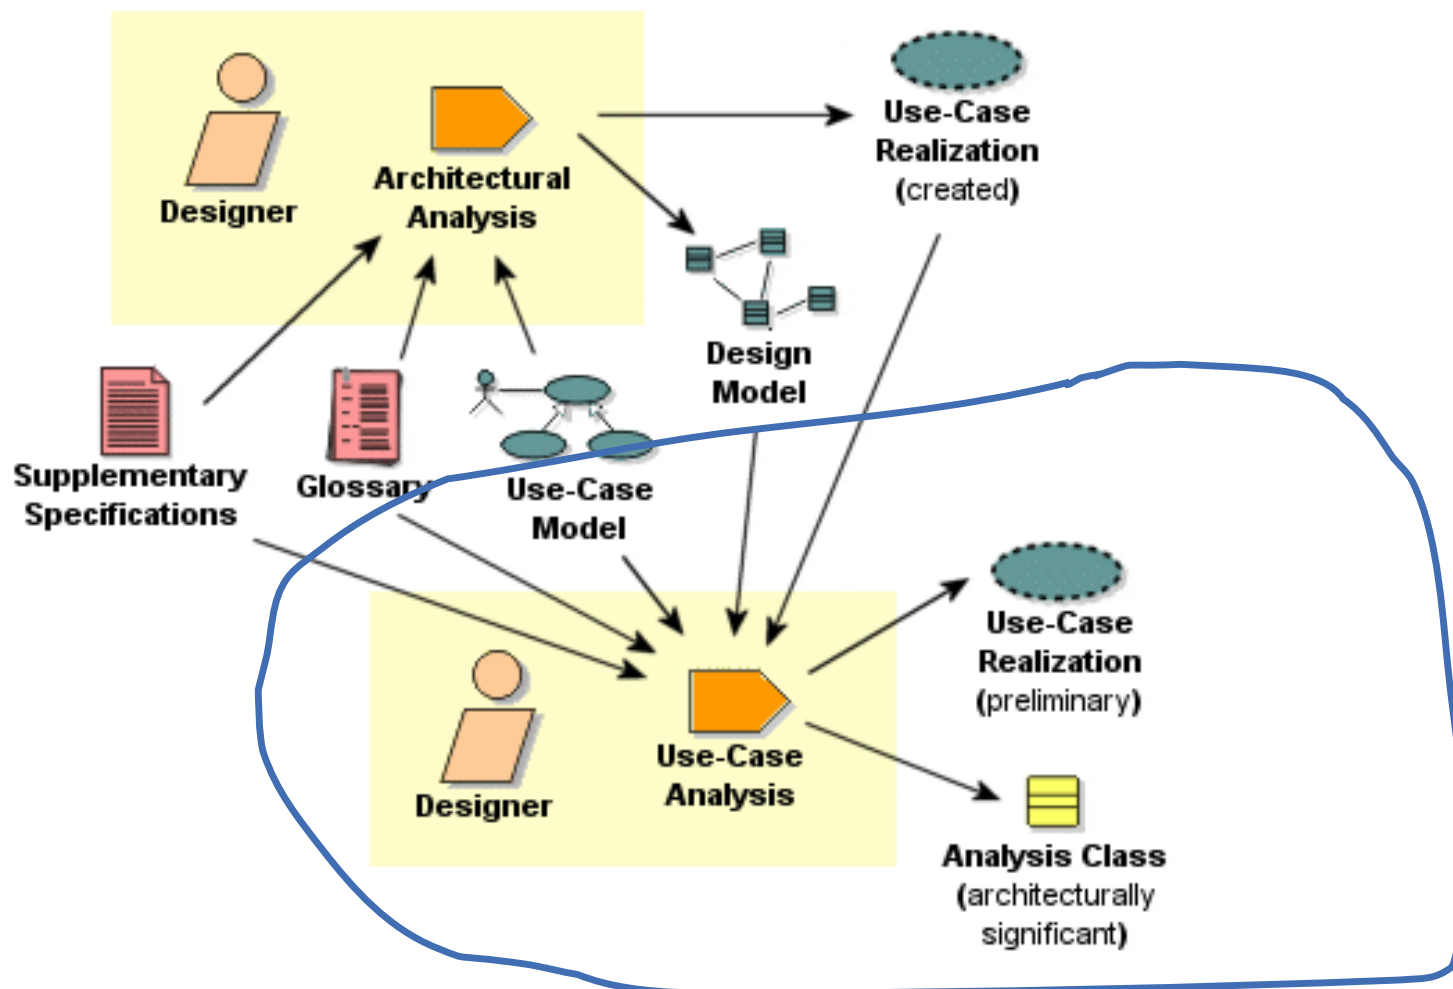 Use-Case
Realization
(created)
Designer
Architectural
Analysis
Design
Model
Supplementary
Specifications
Glossary
Use-Case
Model
Designer
Use-Case
Analysis
Use-Case
Realization
(preliminary)
Analysis Class
(architecturally
significant)